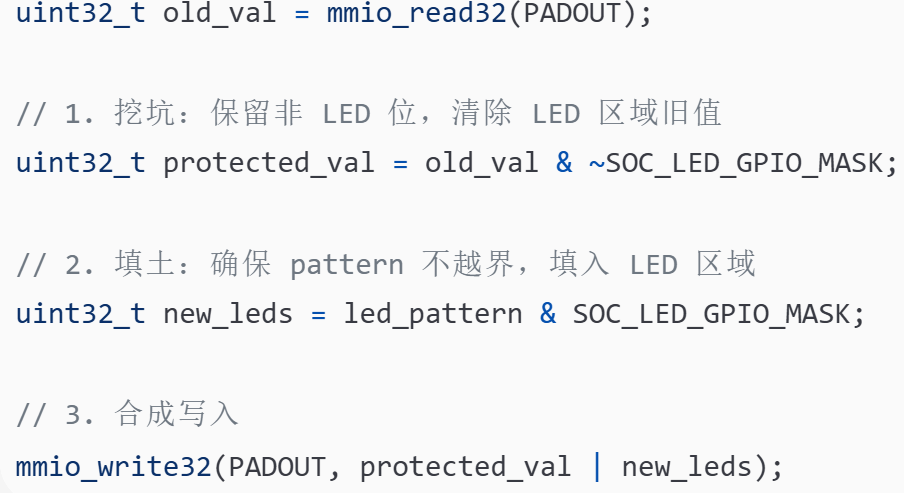 uint32_t old_val = mmio_read32(PADOUT);
// 1. 挖坑：保留非 LED 位，清除 LED 区域旧值
uint32_t protected_val = old_val & ~SOC_LED_GPIO_MASK;
// 2. 填土：确保 pattern 不越界，填入 LED 区域
uint32_t new_leds = led_pattern & SOC_LED_GPIO_MASK;
// 3. 合成写入
mmio_write32(PADOUT, protected_val | new_leds);